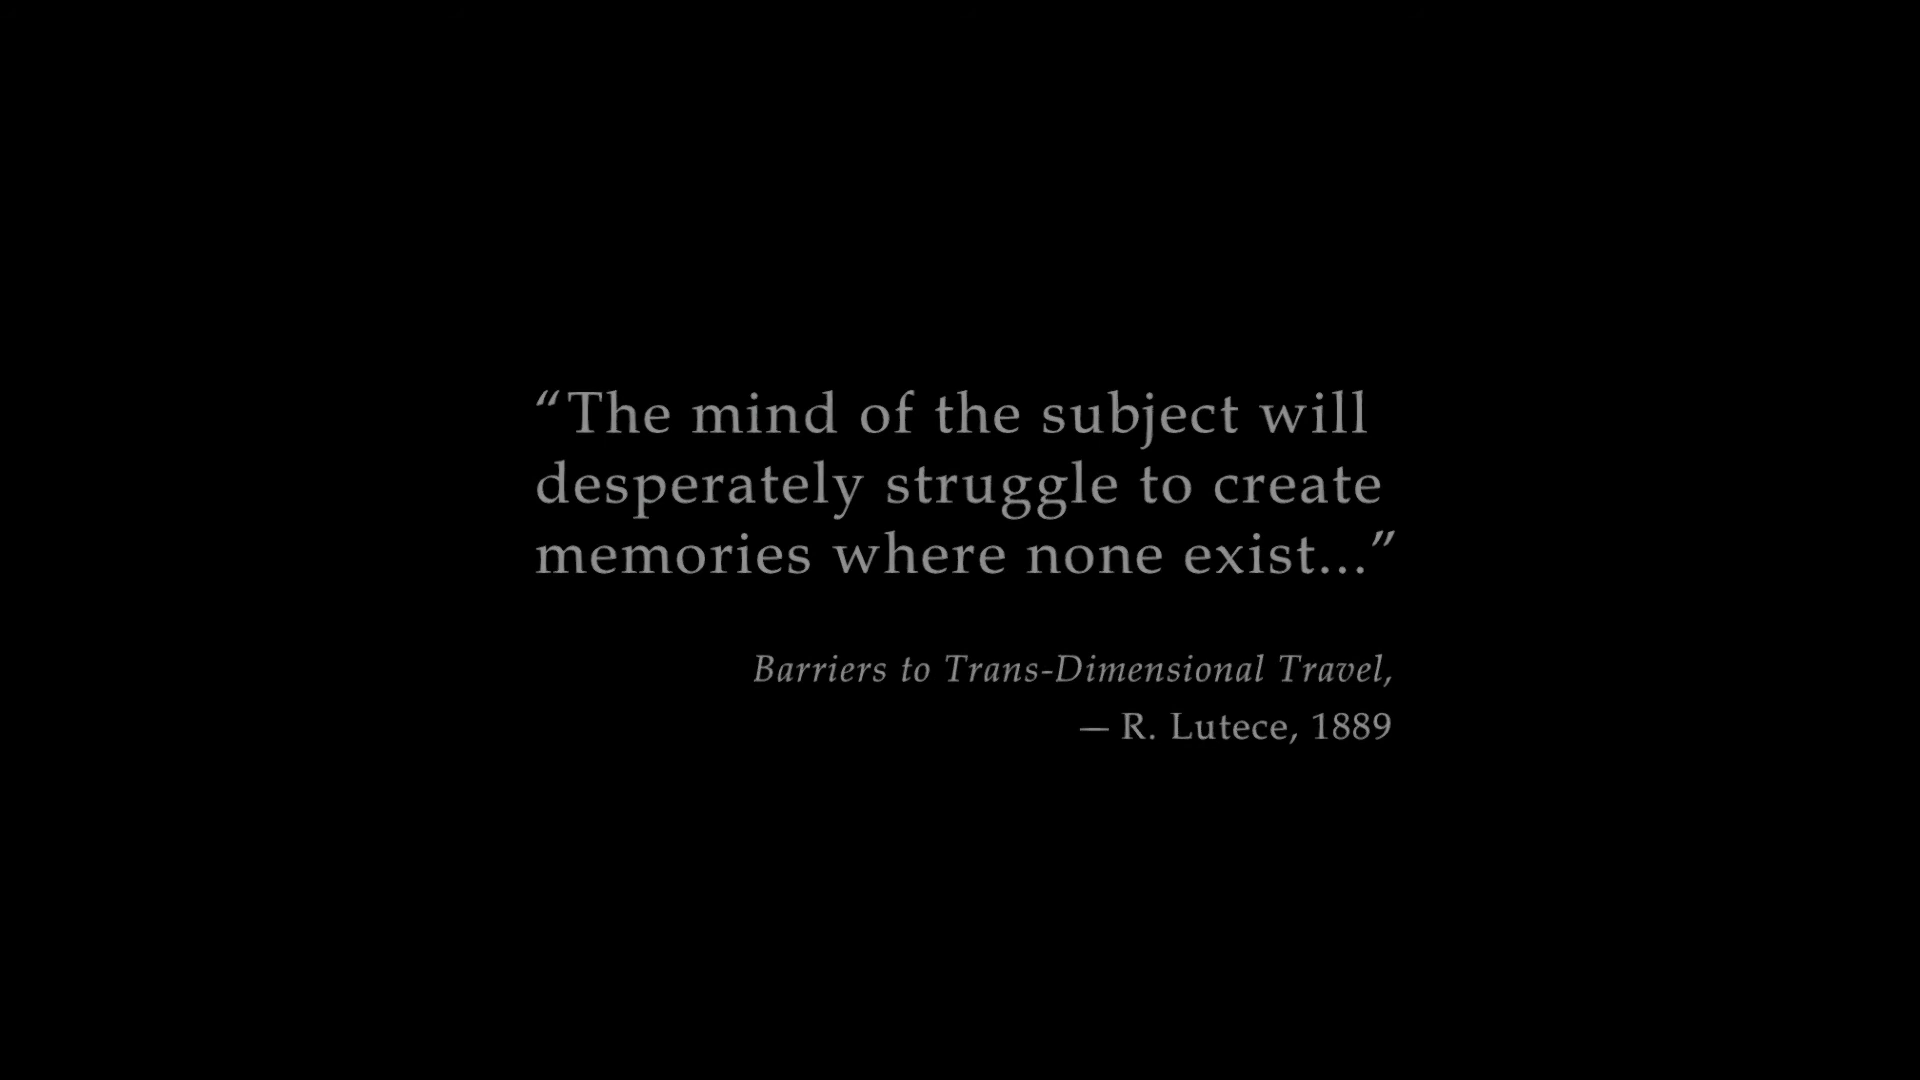 “The mind of the subject will
desperately struggle to create
memories where none exist...”
Barriers to Trans-Dimensional Travel,
— R. Lutece, 1889